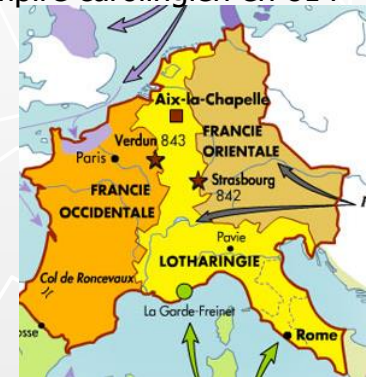 Aix-la-Chapelle
Verdun 843
FRANCIE
ORIENTALE
Paris
Strasbourg
842
FRANCIE
OCCIDENTALE
Pavie
LOTHARINGIE
Col de Roncevaux
La Garde-Freinet
Rome